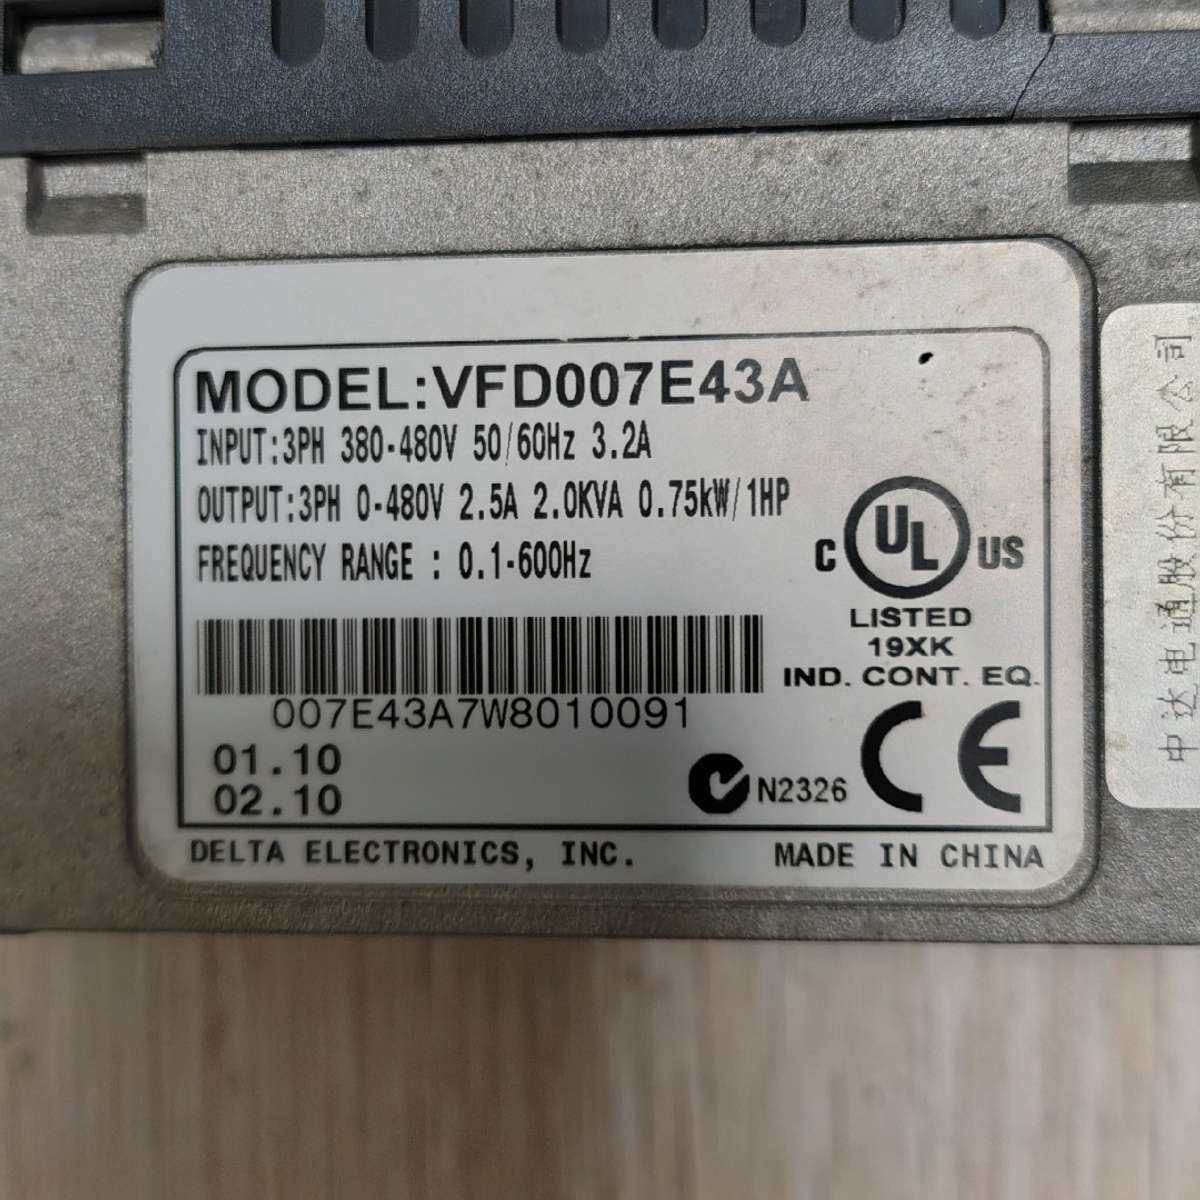 MODEL:VFD007E43A
INPUT:3PH 380-480V 50/60Hz 3.2A
OUTPUT:3PH 0-480V 2.5A 2.0KVA 0.75kW/1HP
FREQUENCY RANGE : 0.1-600Hz
C UL US
LISTED
19XK
IND. CONT. EQ.
007E43A7W8010091
01.10
02.10
N2326
CE
DELTA ELECTRONICS, INC.
MADE IN CHINA
中达电通股份有限公司